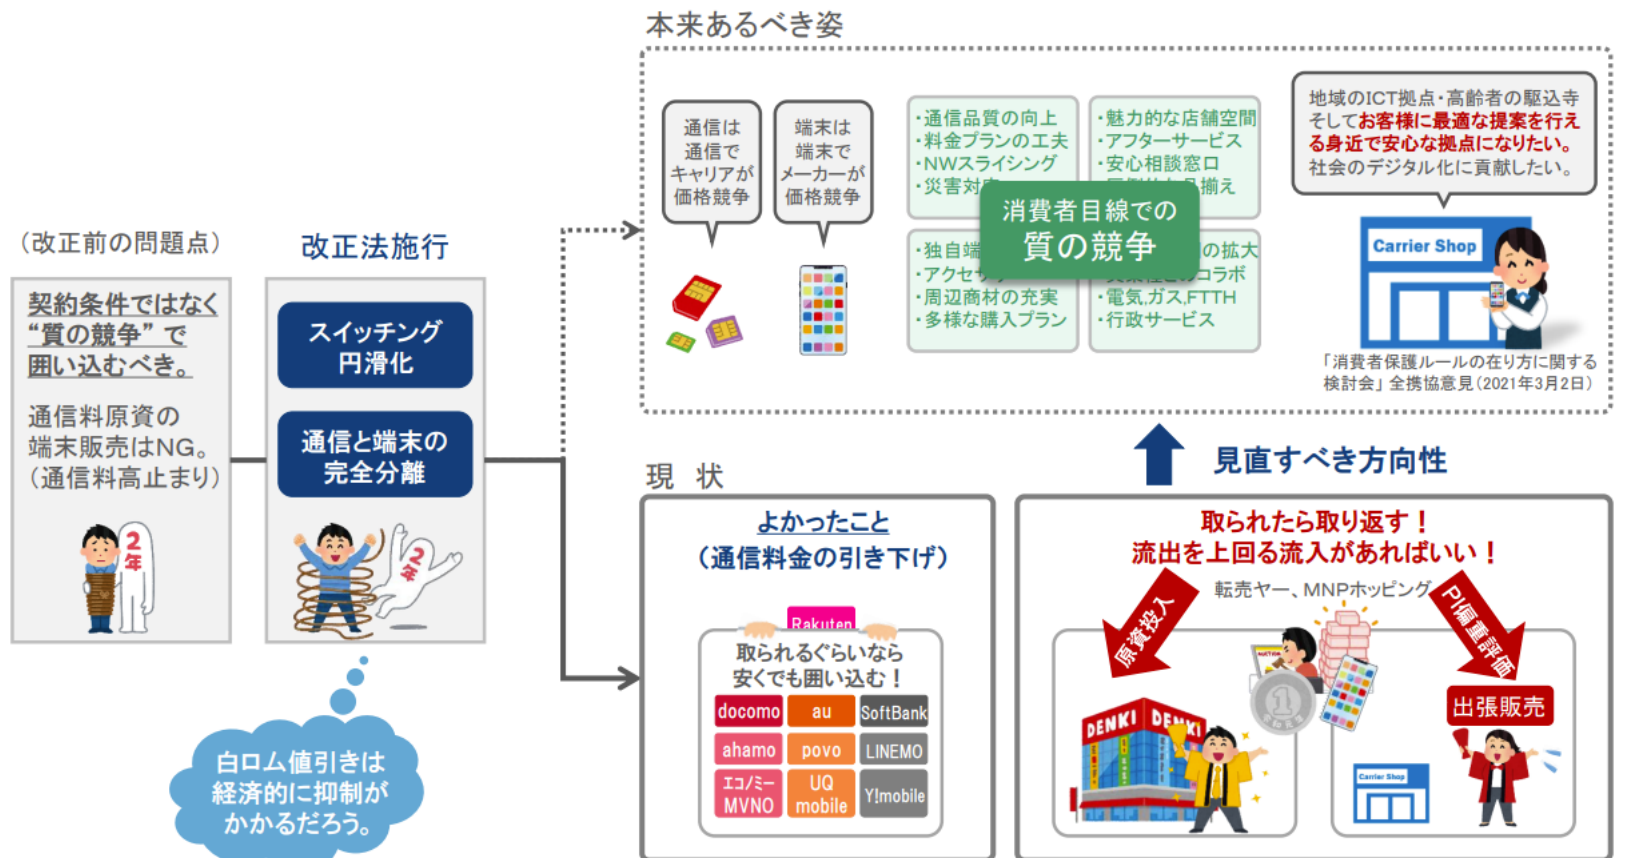 本来あるべき姿
通信は
通信で
キャリアが
価格競争
端末は
端末で
メーカーが
価格競争
・通信品質の向上
・料金プランの工夫
・NWスライシング
・災害対
・魅力的な店舗空間
・アフターサービス
・安心相談窓口
品揃え
消費者目線での
質の競争
・独自端
・アクセサ
・周辺商材の充実
・多様な購入プラン
の拡大
コラボ
・電気,ガス,FTTH
・行政サービス
地域のICT拠点・高齢者の駆込寺
そしてお客様に最適な提案を行え
る身近で安心な拠点になりたい。
社会のデジタル化に貢献したい。
Carrier Shop
「消費者保護ルールの在り方に関する
検討会」全携協意見(2021年3月2日)
(改正前の問題点)
契約条件ではなく
“質の競争”で
囲い込むべき。
通信料原資の
端末販売はNG。
(通信料高止まり)
2
年
改正法施行
スイッチング
円滑化
通信と端末の
完全分離
2
年
白ロム値引きは
経済的に抑制が
かかるだろう。
現 状
よかったこと
(通信料金の引き下げ)
Rakuten
取られるぐらいなら
安くでも囲い込む！
docomo
au
SoftBank
ahamo
povo
LINEMO
エコノミー
MVNO
UQ
mobile
Y!mobile
見直すべき方向性
取られたら取り返す！
流出を上回る流入があればいい！
転売ヤー、MNPホッピング
原資投入
PI偏重評価
DENKI
DENKI
1
出張販売
Carrier Shop